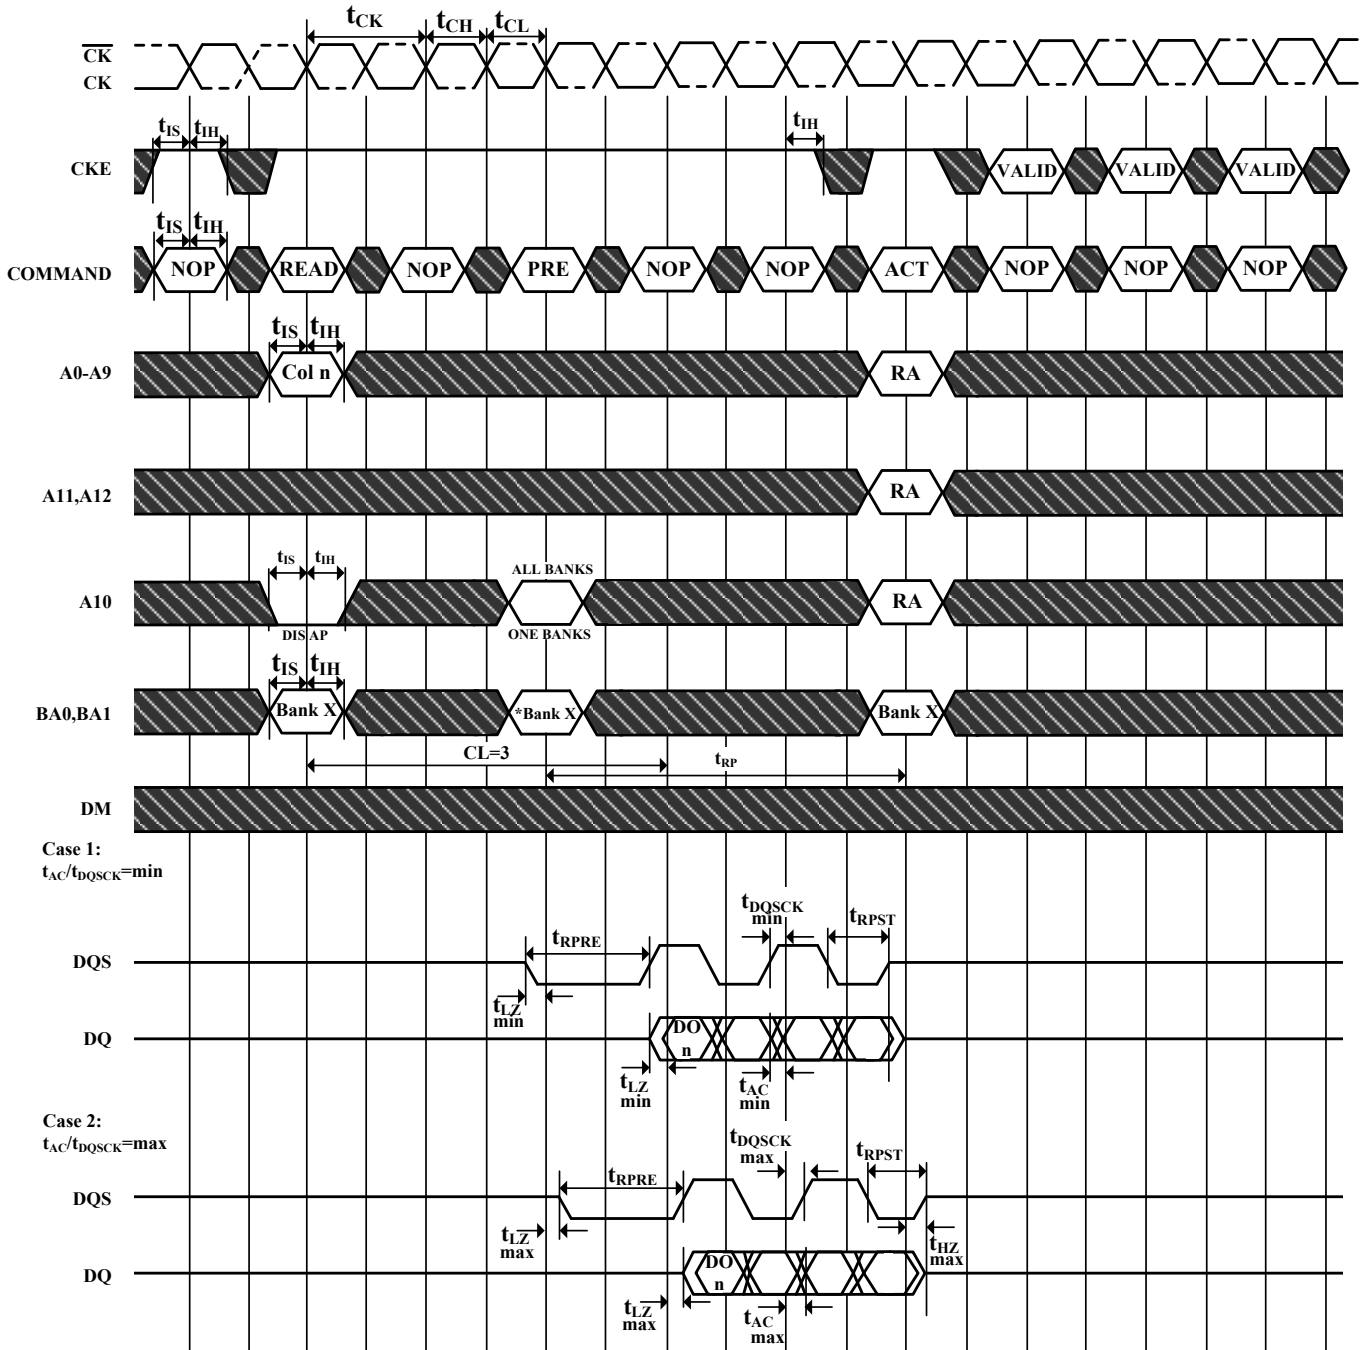 tCK tCH tCL
CK
CK
tIS tIH tIH
CKE VALID VALID VALID
tIS tIH
COMMAND NOP READ NOP PRE NOP NOP ACT NOP NOP NOP
tIS tIH
A0-A9 Col n RA
A11,A12 RA
tIS tIH ALL BANKS
A10 RA
DIS AP ONE BANKS
tIS tIH
BA0,BA1 Bank X *Bank X Bank X
CL=3 tRP
DM
Case 1:
tAC/tDQSCK=min
tDQSCK
min
tRPST
tRPRE
DQS
tLZ
min
DQ DO
n
tLZ
min
tAC
min
Case 2:
tAC/tDQSCK=max
tDQSCK
max
tRPST
tRPRE
DQS
tLZ
max
tHZ
max
DQ DO
n
tLZ
max
tAC
max